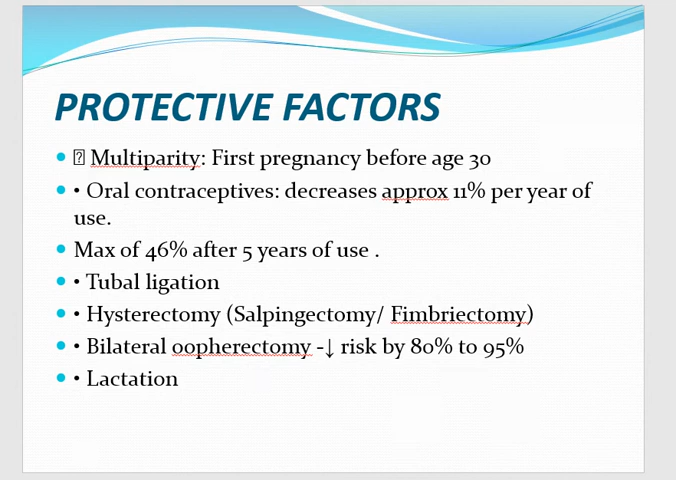 PROTECTIVE FACTORS
• Multiparity: First pregnancy before age 30
• • Oral contraceptives: decreases approx 11% per year of
use.
• Max of 46% after 5 years of use .
• • Tubal ligation
• • Hysterectomy (Salpingectomy/ Fimbriectomy)
• • Bilateral oopherectomy -↓ risk by 80% to 95%
• • Lactation